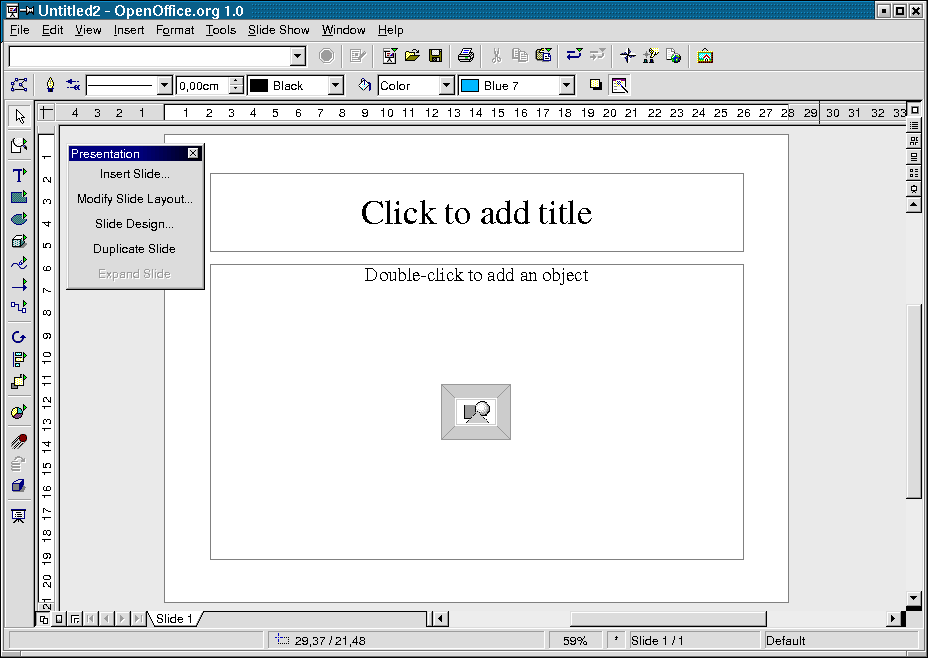 Untitled2 - OpenOffice.org 1.0
File Edit View Insert Format Tools Slide Show Window Help
0,00cm Black Color Blue 7
4 3 2 1 1 2 3 4 5 6 7 8 9 10 11 12 13 14 15 16 17 18 19 20 21 22 23 24 25 26 27 28 29 30 31 32 33
Presentation
Insert Slide...
Modify Slide Layout...
Slide Design...
Duplicate Slide
Expand Slide
Click to add title
Double-click to add an object
1
2
3
4
5
6
7
8
9
10
11
12
13
14
15
16
17
18
19
20
21
Slide 1
29,37 / 21,48 59% * Slide 1 / 1 Default